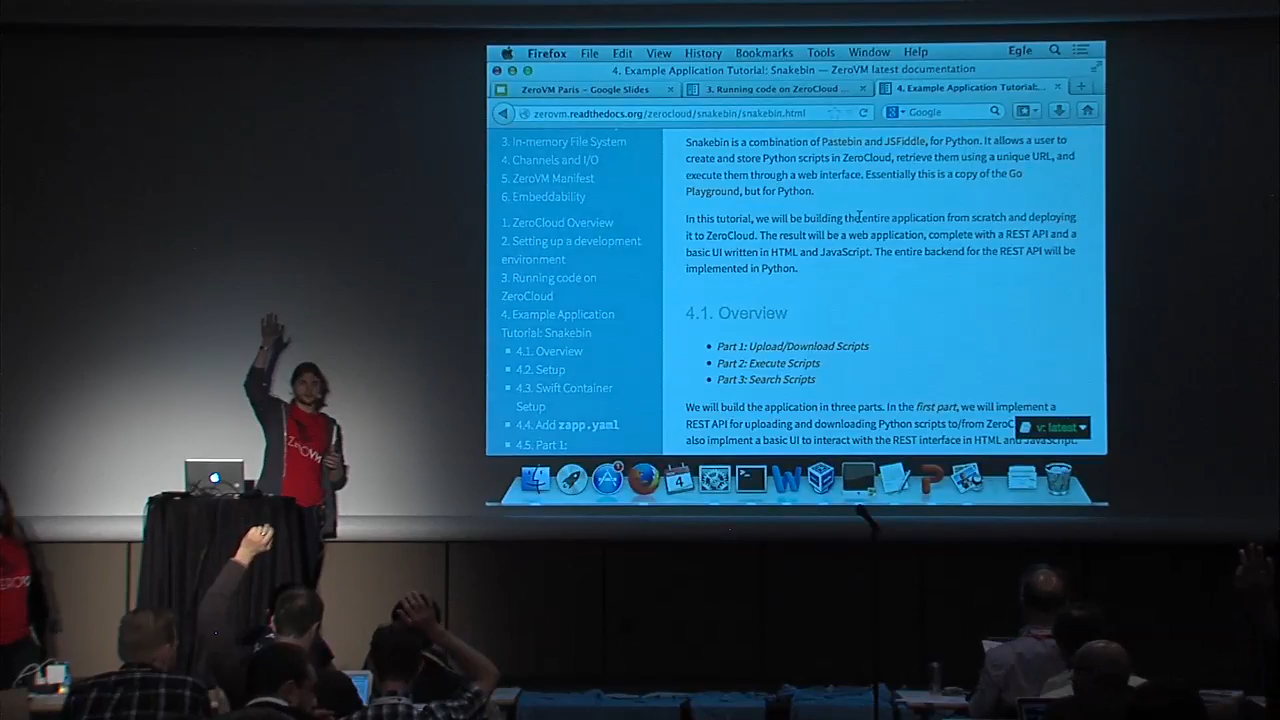 Firefox File Edit View History Bookmarks Tools Window Help Egle
4. Example Application Tutorial: Snakebin — ZeroVM latest documentation
ZeroVM Paris – Google Slides × 3. Running code on ZeroCloud ... × 4. Example Application Tutorial:... × +
zerovm.readthedocs.org/zerocloud/snakebin/snakebin.html Google
3. In-memory File System
4. Channels and I/O
5. ZeroVM Manifest
6. Embeddability
1. ZeroCloud Overview
2. Setting up a development
environment
3. Running code on
ZeroCloud
4. Example Application
Tutorial: Snakebin
4.1. Overview
4.2. Setup
4.3. Swift Container
Setup
4.4. Add zapp.yaml
4.5. Part 1:
Snakebin is a combination of Pastebin and JSFiddle, for Python. It allows a user to
create and store Python scripts in ZeroCloud, retrieve them using a unique URL, and
execute them through a web interface. Essentially this is a copy of the Go
Playground, but for Python.
In this tutorial, we will be building the entire application from scratch and deploying
it to ZeroCloud. The result will be a web application, complete with a REST API and a
basic UI written in HTML and JavaScript. The entire backend for the REST API will be
implemented in Python.
4.1. Overview
• Part 1: Upload/Download Scripts
• Part 2: Execute Scripts
• Part 3: Search Scripts
We will build the application in three parts. In the first part, we will implement a
REST API for uploading and downloading Python scripts to/from ZeroC
also implment a basic UI to interact with the REST interface in HTML and JavaScript.
v: latest
4
ZEROVM